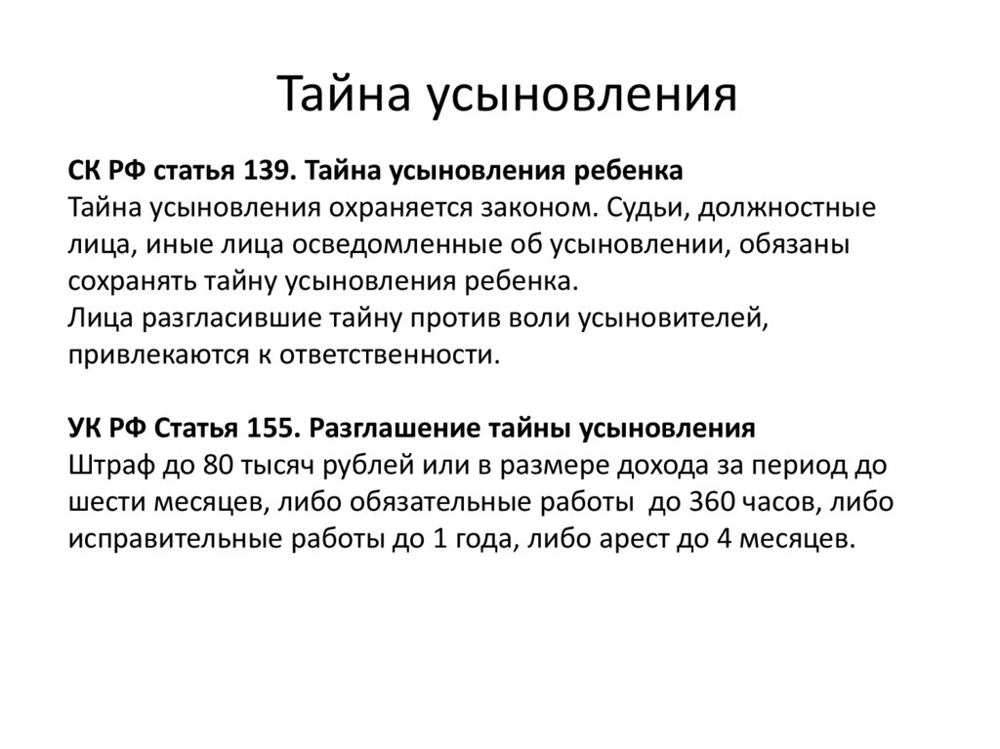 Тайна усыновления
СК РФ статья 139. Тайна усыновления ребенка
Тайна усыновления охраняется законом. Судьи, должностные
лица, иные лица осведомленные об усыновлении, обязаны
сохранять тайну усыновления ребенка.
Лица разгласившие тайну против воли усыновителей,
привлекаются к ответственности.
УК РФ Статья 155. Разглашение тайны усыновления
Штраф до 80 тысяч рублей или в размере дохода за период до
шести месяцев, либо обязательные работы  до 360 часов, либо
исправительные работы до 1 года, либо арест до 4 месяцев.